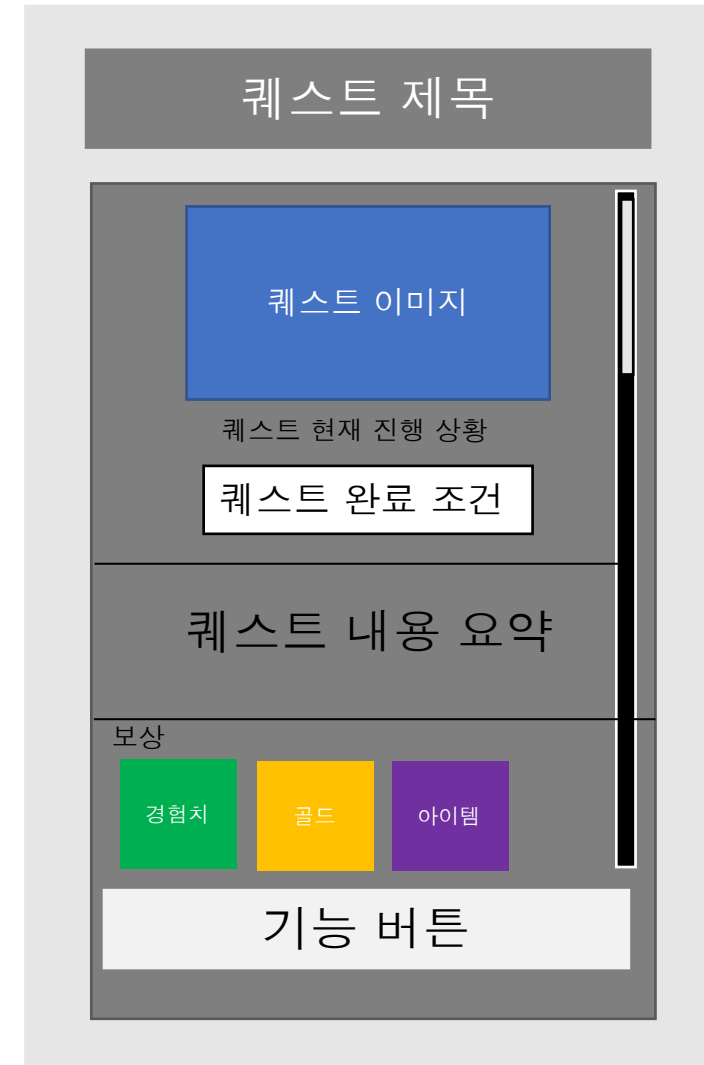 퀘스트 제목
퀘스트 이미지
퀘스트 현재 진행 상황
퀘스트 완료 조건
퀘스트 내용 요약
보상
경험치
골드
아이템
기능 버튼